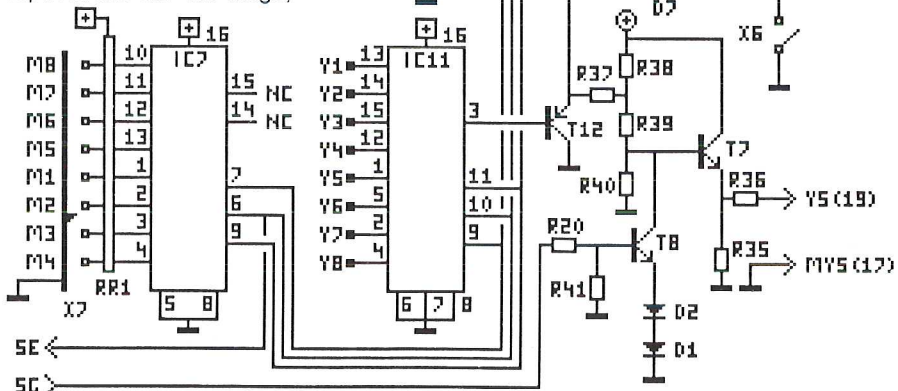 D7
16
16
X6
M8 10 IC7
IC11
Y1 13
R37 R38
M7 11 15 NC
Y2 14
M6 12 14 NC
Y3 15 3
T12 R39
M5 13
Y4 12
T7
M1 1 7
Y5 1 11
R40 R36
Y5(19)
M2 2 6
Y6 5 10
M3 3 9
Y7 2 9
R20 T8
M4 4
Y8 4
R35
MY5(17)
RR1
R41
X7
5 8
6 7 8
D2
SE
D1
SC